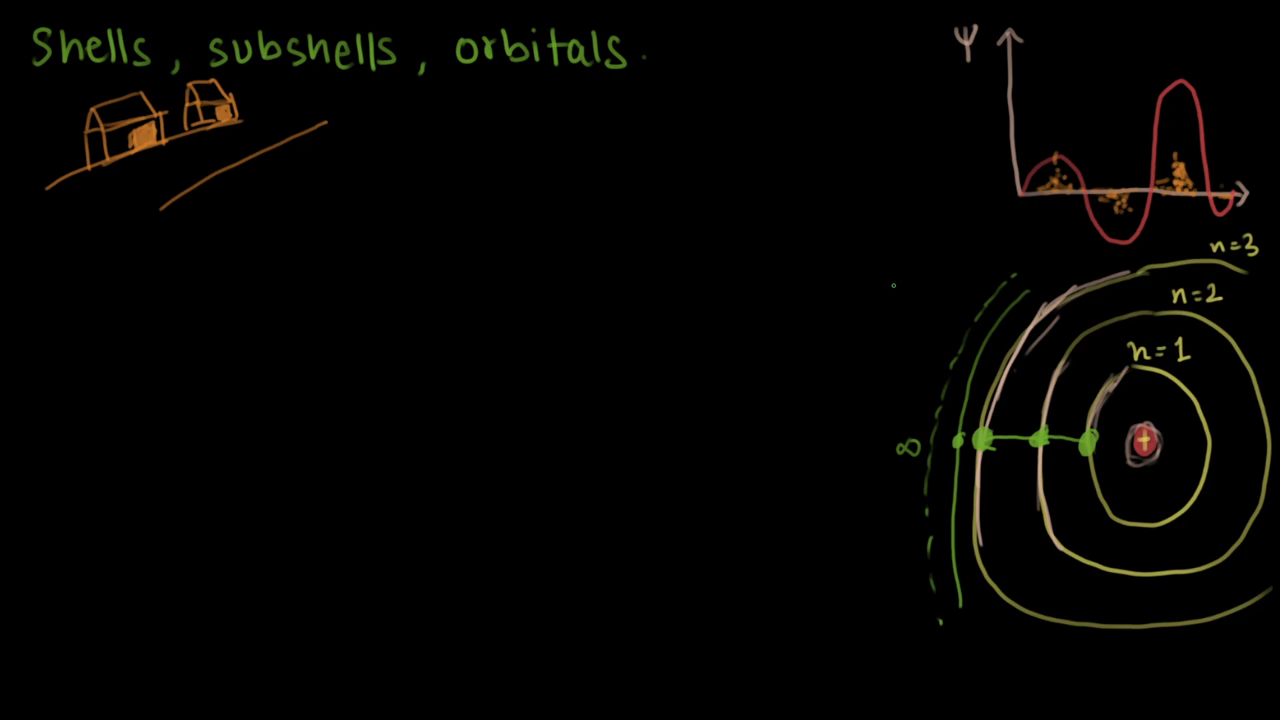 Shells, subshells, orbitals.
Ψ
n=3
n=2
n=1
∞
+